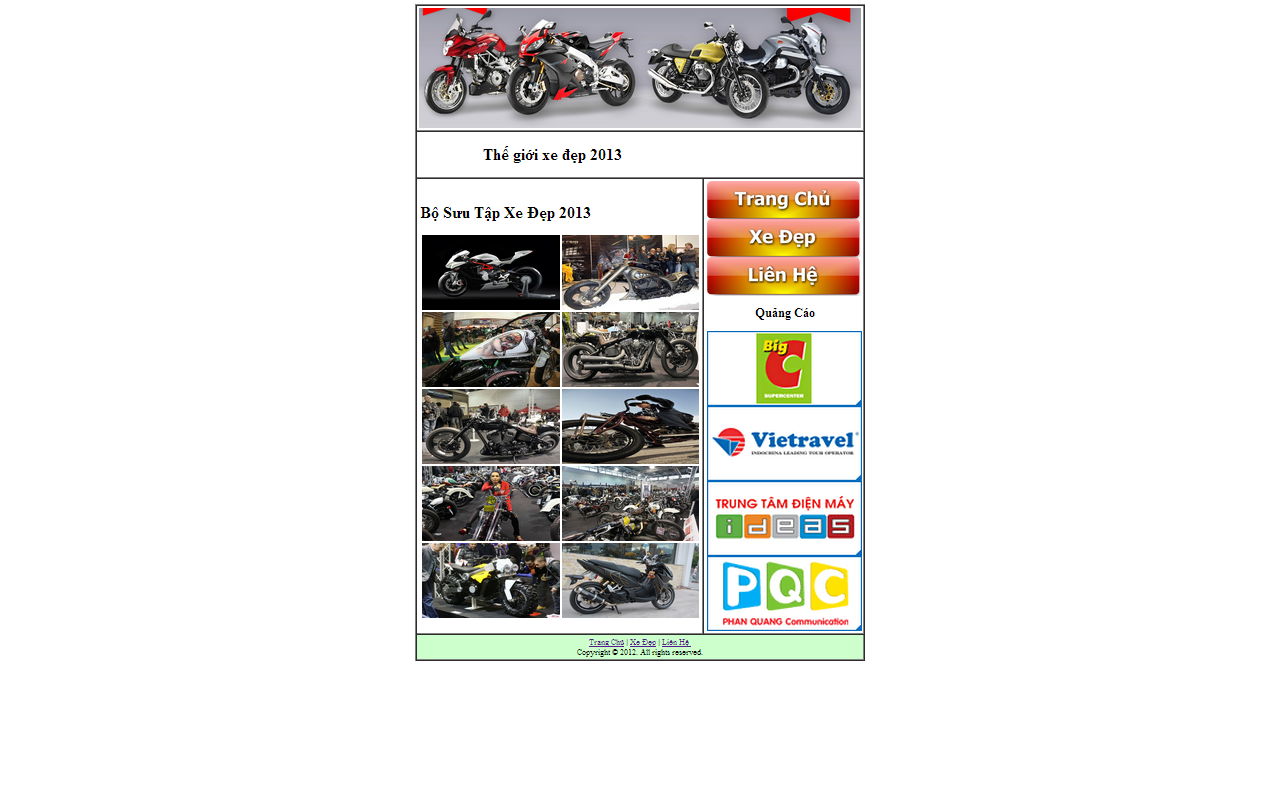 Thế giới xe đẹp 2013
Bộ Sưu Tập Xe Đẹp 2013
Trang Chủ
Xe Đẹp
Liên Hệ
Quảng Cáo
Big
C
SUPERCENTER
Vietravel
INDOCHINA LEADING TOUR OPERATOR
TRUNG TÂM ĐIỆN MÁY
ideas
PQC
PHAN QUANG Communication
Trang Chủ | Xe Đẹp | Liên Hệ
Copyright © 2012. All rights reserved.